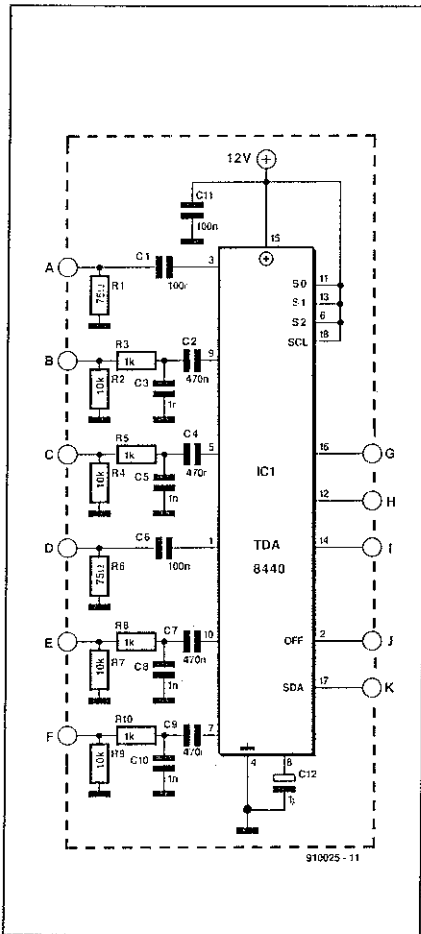 12V
C11
100n
15
A
C1
100n
3
R1
75Ω
S0
11
S1
13
S2
6
SCL
18
B
R3
1k
C2
470n
9
R2
10k
C3
1n
C
R5
1k
C4
470n
5
R4
10k
C5
1n
IC1
16
G
12
H
D
C6
100n
1
R6
75Ω
TDA
8440
14
I
E
R8
1k
C7
470n
10
R7
10k
C8
1n
OFF
2
J
SDA
17
K
F
R10
1k
C9
470n
7
R9
10k
C10
1n
4
8
C12
910025 - 11